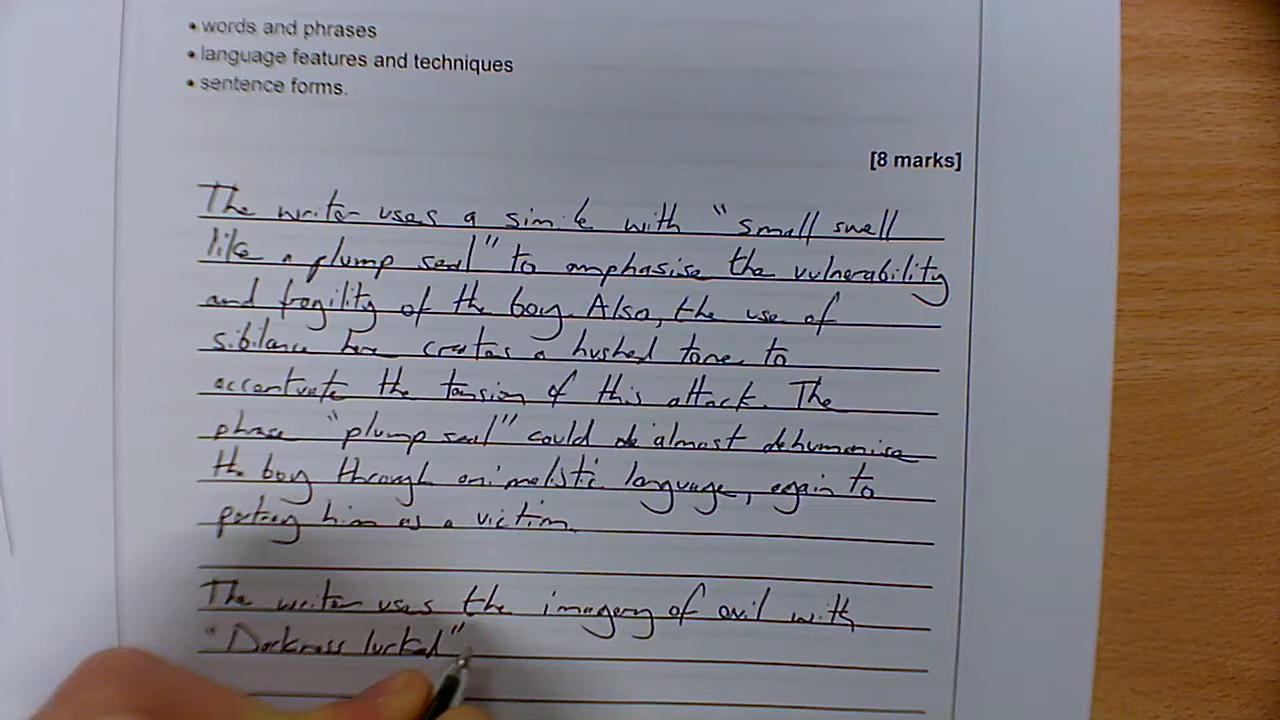 • words and phrases
• language features and techniques
• sentence forms.
[8 marks]
The writer uses a simile with "small swell
like a plump seal" to emphasise the vulnerability
and fragility of the boy. Also, the use of
sibilance here creates a hushed tone to
accentuate the tension of this attack. The
phrase "plump seal" could almost dehumanise
the boy through animalistic language, again to
portray him as a victim.
The writer uses the imagery of evil with
"Darkness lurked"